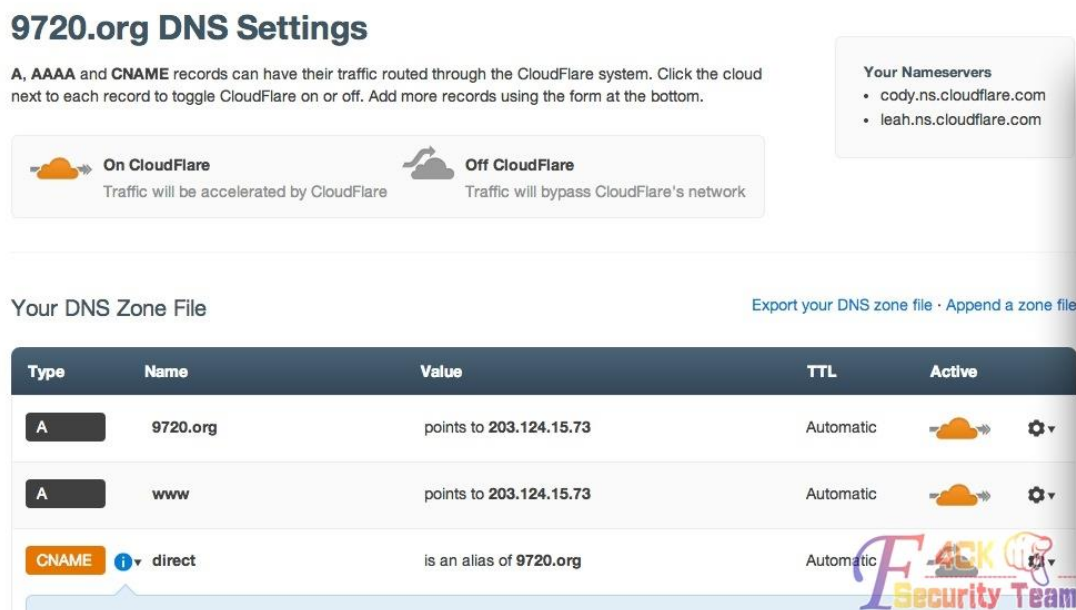 9720.org DNS Settings
A, AAAA and CNAME records can have their traffic routed through the CloudFlare system. Click the cloud
next to each record to toggle CloudFlare on or off. Add more records using the form at the bottom.
Your Nameservers
• cody.ns.cloudflare.com
• leah.ns.cloudflare.com
On CloudFlare
Traffic will be accelerated by CloudFlare
Off CloudFlare
Traffic will bypass CloudFlare's network
Your DNS Zone File
Export your DNS zone file · Append a zone file
Type Name Value TTL Active
A 9720.org points to 203.124.15.73 Automatic
A www points to 203.124.15.73 Automatic
CNAME i direct is an alias of 9720.org Automatic
F4CK
Security Team